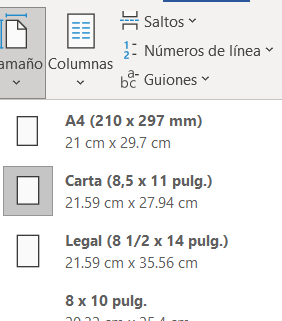 Saltos
Números de línea
Columnas
Guiones
A4 (210 x 297 mm)
21 cm x 29.7 cm
Carta (8,5 x 11 pulg.)
21.59 cm x 27.94 cm
Legal (8 1/2 x 14 pulg.)
21.59 cm x 35.56 cm
8 x 10 pulg.